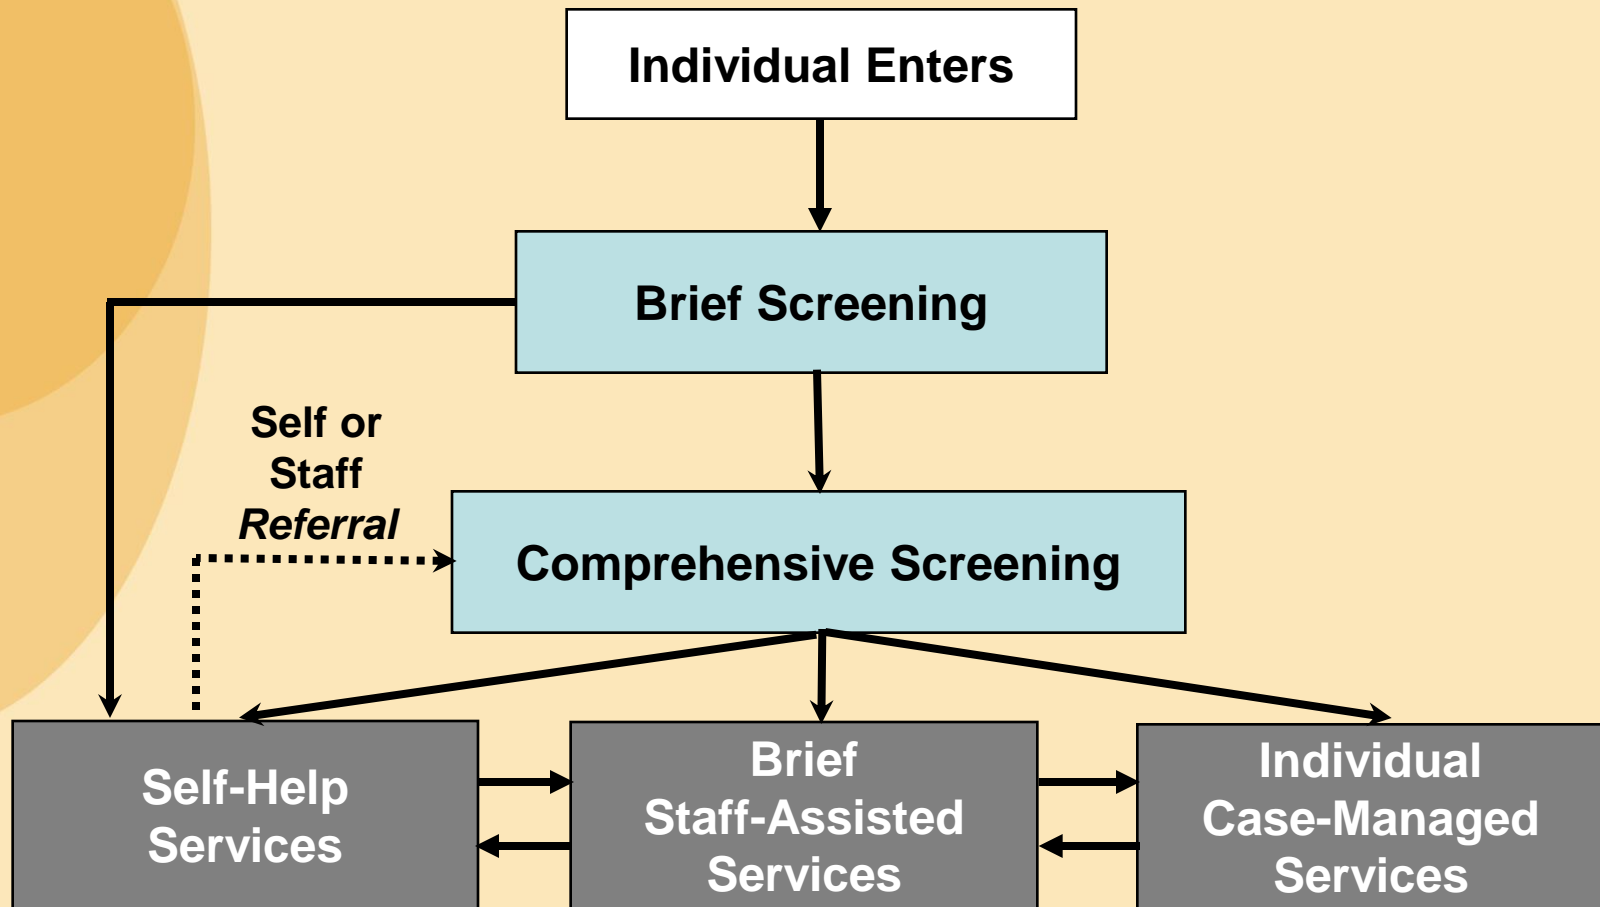 Individual Enters
Brief Screening
Self or
Staff
Referral
Comprehensive Screening
Self-Help
Services
Brief
Staff-Assisted
Services
Individual
Case-Managed
Services